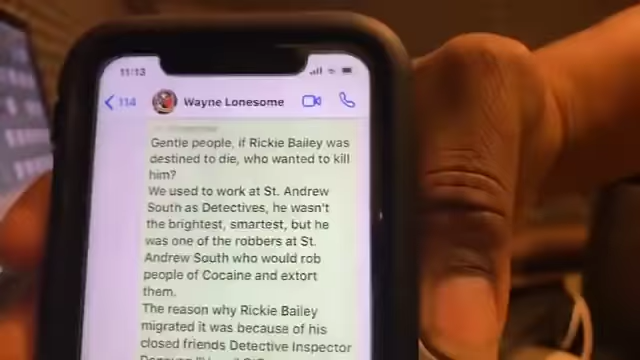 11:13
114
Wayne Lonesome
Gentle people, if Rickie Bailey was
destined to die, who wanted to kill
him?
We used to work at St. Andrew
South as Detectives, he wasn't
the brightest, smartest, but he
was one of the robbers at St.
Andrew South who would rob
people of Cocaine and extort
them.
The reason why Rickie Bailey
migrated it was because of his
closed friends Detective Inspector